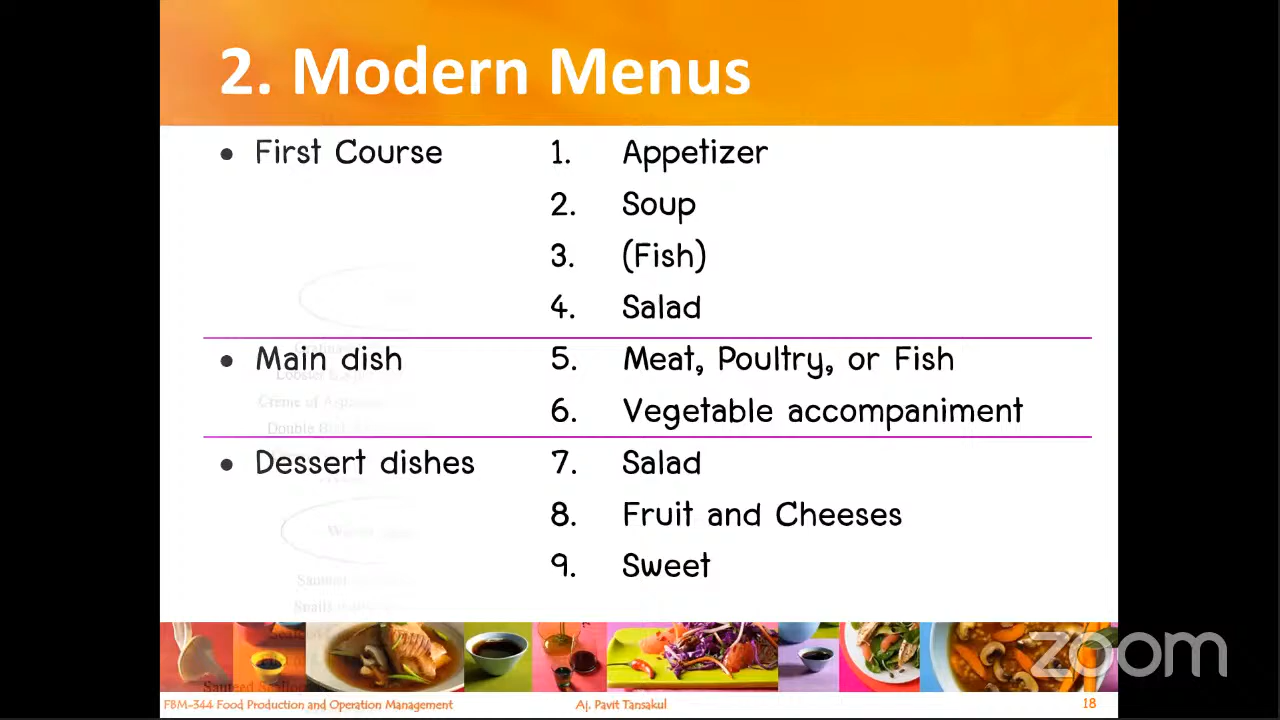 2. Modern Menus
• First Course 1. Appetizer
2. Soup
3. (Fish)
4. Salad
• Main dish 5. Meat, Poultry, or Fish
6. Vegetable accompaniment
• Dessert dishes 7. Salad
8. Fruit and Cheeses
9. Sweet
zoom
FBM-344 Food Production and Operation Management Aj. Pavit Tansakul 18